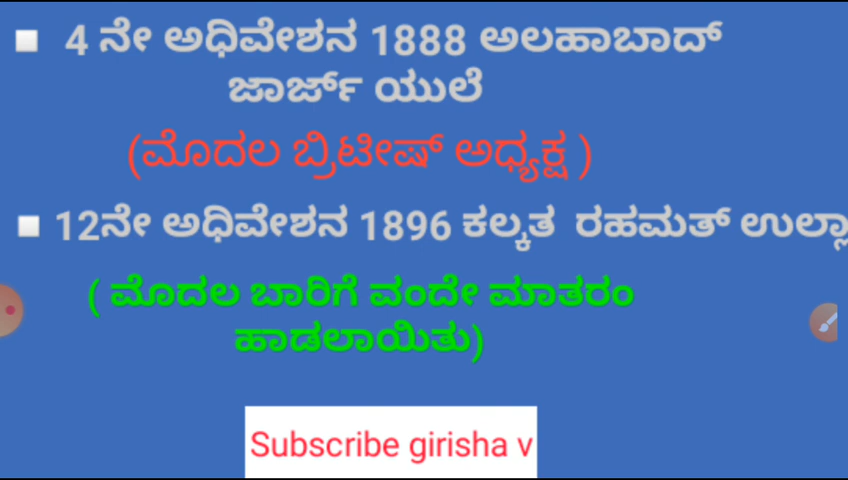 4 ನೇ ಅಧಿವೇಶನ 1888 ಅಲಹಾಬಾದ್
ಜಾರ್ಜ್ ಯುಲೆ
(ಮೊದಲ ಬ್ರಿಟೀಷ್ ಅಧ್ಯಕ್ಷ )
12ನೇ ಅಧಿವೇಶನ 1896 ಕಲ್ಕತ ರಹಮತ್ ಉಲ್ಲಾ
( ಮೊದಲ ಬಾರಿಗೆ ವಂದೇ ಮಾತರಂ
ಹಾಡಲಾಯಿತು)
Subscribe girisha v